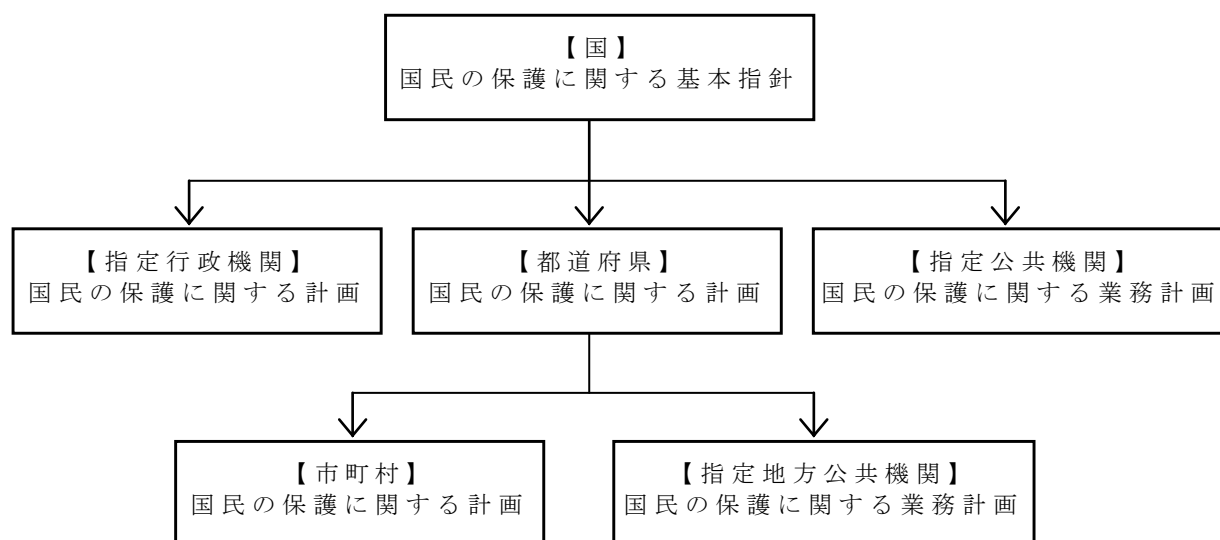 【国】
国民の保護に関する基本指針
【指定行政機関】
国民の保護に関する計画
【都道府県】
国民の保護に関する計画
【指定公共機関】
国民の保護に関する業務計画
【市町村】
国民の保護に関する計画
【指定地方公共機関】
国民の保護に関する業務計画